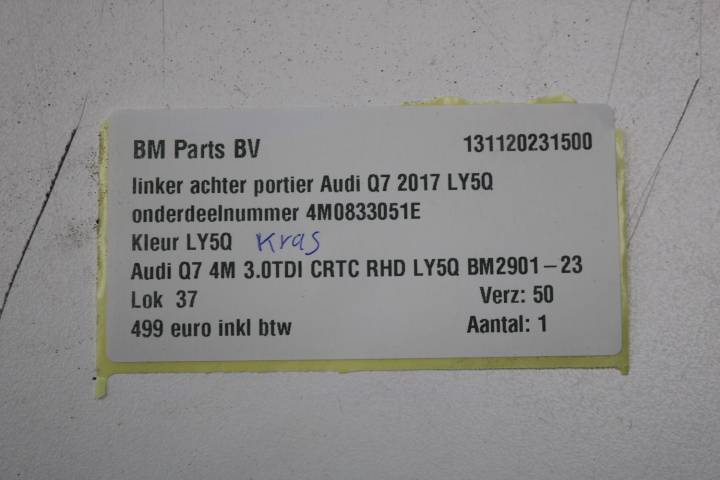 BM Parts BV 131120231500
linker achter portier Audi Q7 2017 LY5Q
onderdeelnummer 4M0833051E
Kleur LY5Q Kras
Audi Q7 4M 3.0TDI CRTC RHD LY5Q BM2901-23
Lok 37 Verz: 50
499 euro inkl btw Aantal: 1